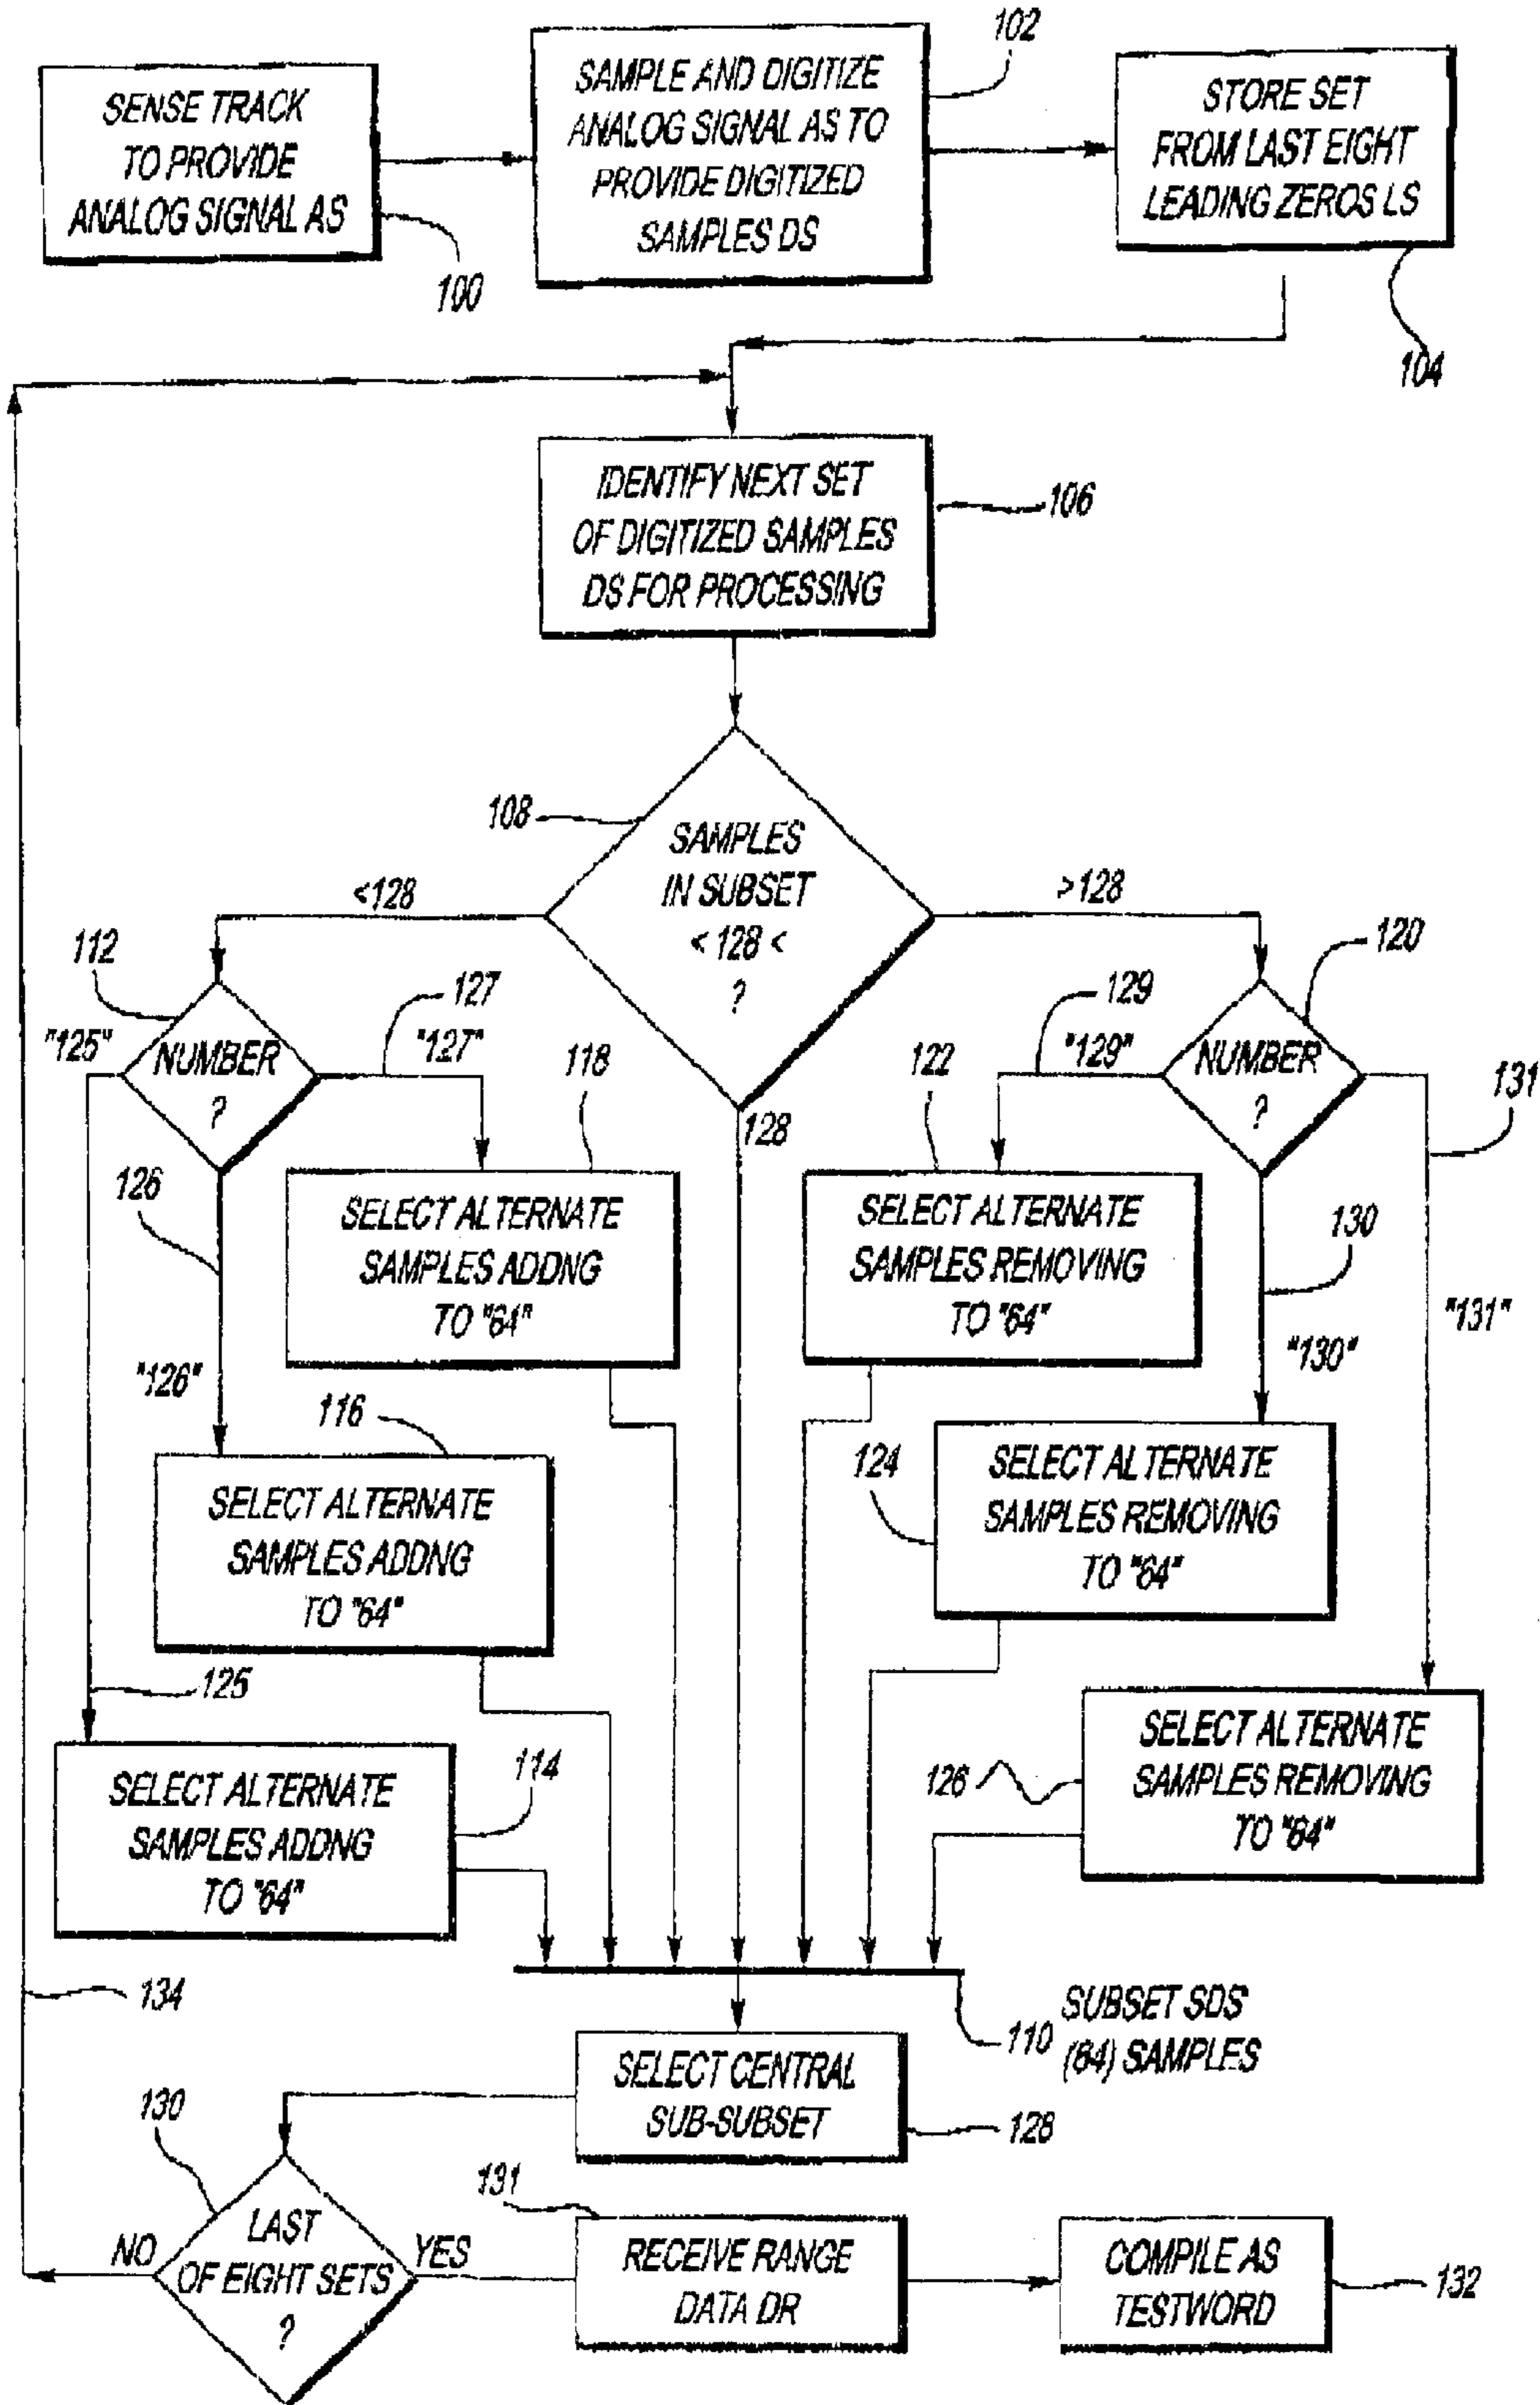 SENSE TRACK
TO PROVIDE
ANALOG SIGNAL AS
100
SAMPLE AND DIGITIZE
ANALOG SIGNAL AS TO
PROVIDE DIGITIZED
SAMPLES DS
102
STORE SET
FROM LAST EIGHT
LEADING ZEROS LS
104
IDENTIFY NEXT SET
OF DIGITIZED SAMPLES
DS FOR PROCESSING
106
108
SAMPLES
IN SUBSET
< 128 <
?
<128
>128
128
112
"125"
NUMBER
?
127
"127"
126
"126"
125
120
NUMBER
?
129
"129"
130
"130"
131
"131"
118
SELECT ALTERNATE
SAMPLES ADDNG
TO "64"
122
SELECT ALTERNATE
SAMPLES REMOVING
TO "64"
116
SELECT ALTERNATE
SAMPLES ADDNG
TO "64"
124
SELECT ALTERNATE
SAMPLES REMOVING
TO "64"
114
SELECT ALTERNATE
SAMPLES ADDNG
TO "64"
126
SELECT ALTERNATE
SAMPLES REMOVING
TO "64"
134
110
SUBSET SDS
(64) SAMPLES
SELECT CENTRAL
SUB-SUBSET
128
130
LAST
OF EIGHT SETS
?
NO
YES
131
RECEIVE RANGE
DATA DR
COMPILE AS
TESTWORD
132